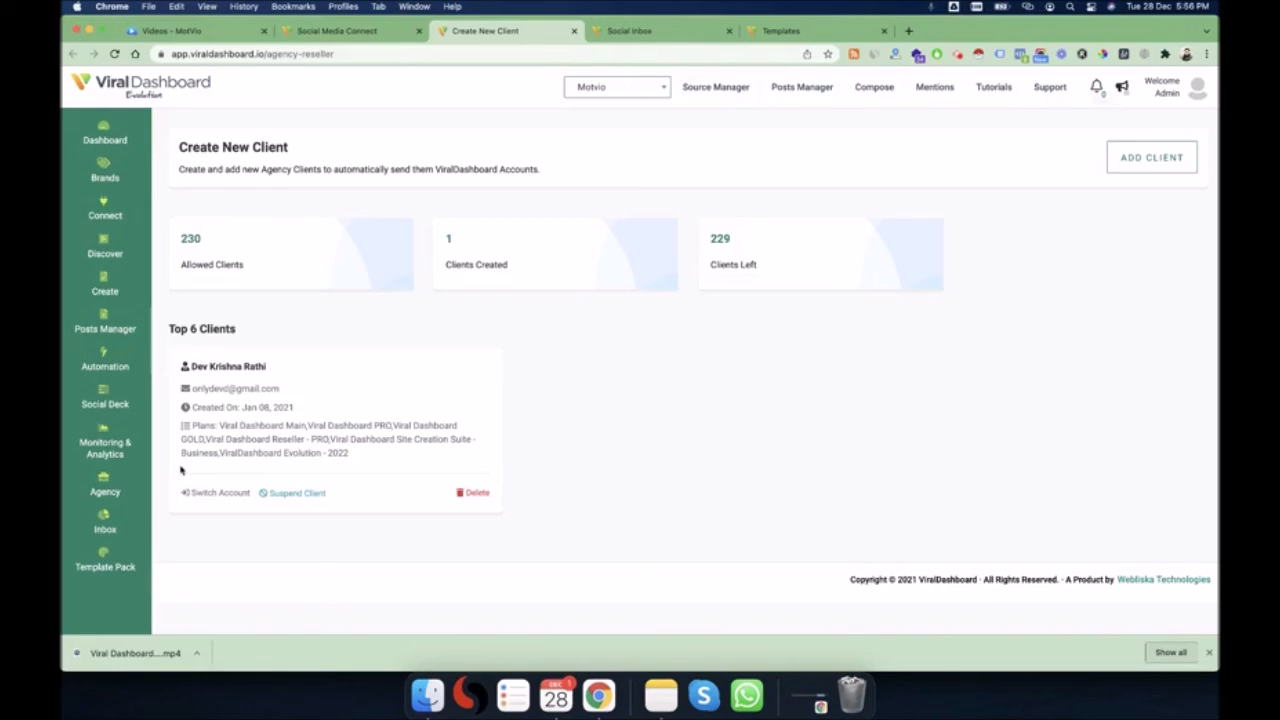 Chrome File Edit View History Bookmarks Profiles Tab Window Help Tue 28 Dec 5:56 PM
Videos - MotVio Social Media Connect Create New Client Social Inbox Templates
app.viraldashboard.io/agency-reseller
ViralDashboard
Evolution
Motvio Source Manager Posts Manager Compose Mentions Tutorials Support 0 Welcome Admin
Dashboard
Brands
Connect
Discover
Create
Posts Manager
Automation
Social Deck
Monitoring &
Analytics
Agency
Inbox
Template Pack
Create New Client
Create and add new Agency Clients to automatically send them ViralDashboard Accounts.
ADD CLIENT
230
Allowed Clients
1
Clients Created
229
Clients Left
Top 6 Clients
Dev Krishna Rathi
onlydevd@gmail.com
Created On: Jan 08, 2021
Plans: Viral Dashboard Main,Viral Dashboard PRO,Viral Dashboard
GOLD,Viral Dashboard Reseller - PRO,Viral Dashboard Site Creation Suite -
Business,ViralDashboard Evolution - 2022
Switch Account Suspend Client Delete
Copyright © 2021 ViralDashboard · All Rights Reserved. · A Product by Webliska Technologies
Viral Dashboard....mp4 Show all
DEC 1
28